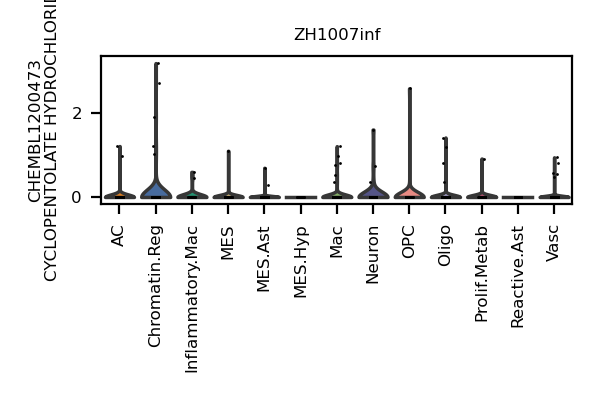 ZH1007inf
CHEMBL1200473
CYCLOPENTOLATE HYDROCHLORID
2
0
AC
Chromatin.Reg
Inflammatory.Mac
MES
MES.Ast
MES.Hyp
Mac
Neuron
OPC
Oligo
Prolif.Metab
Reactive.Ast
Vasc